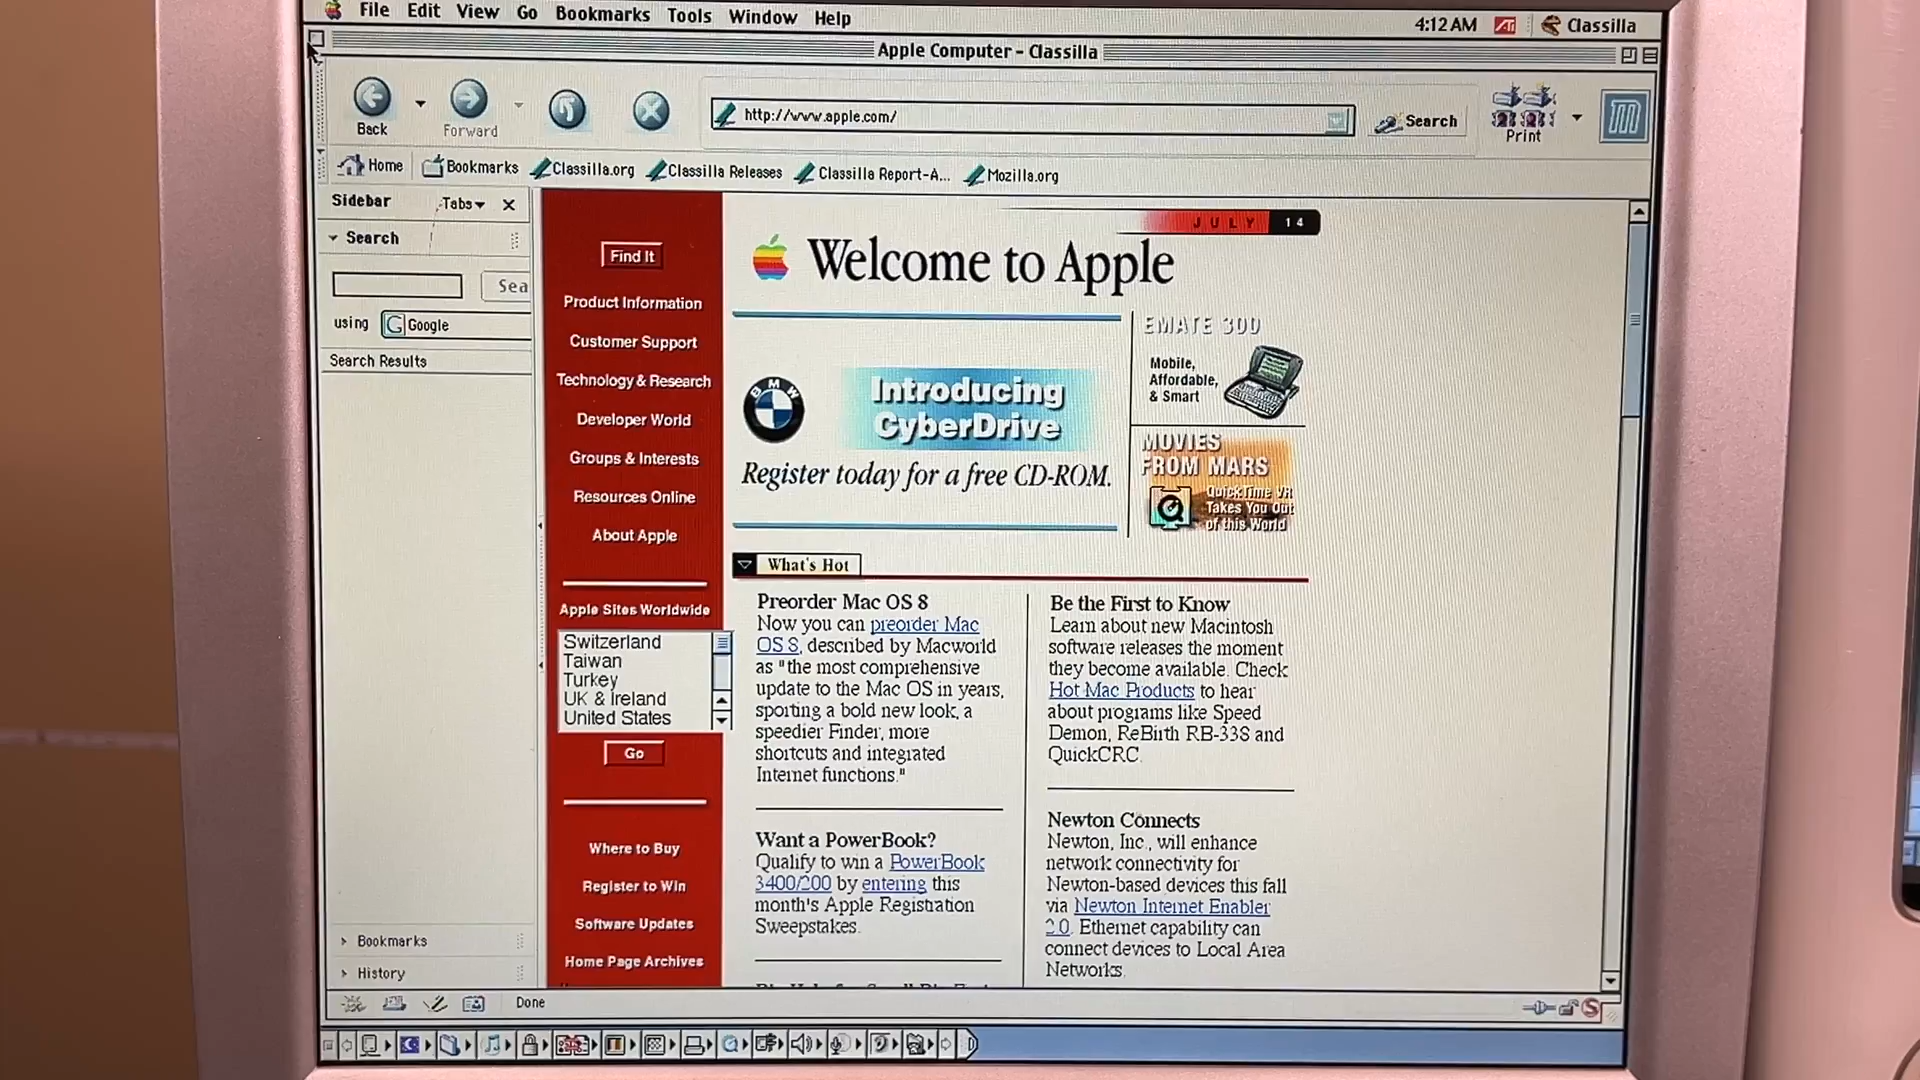 File Edit View Go Bookmarks Tools Window Help
4:12 AM ATI Classilla
Apple Computer - Classilla
Back
Forward
http://www.apple.com/
Search
Print
Home Bookmarks Classilla.org Classilla Releases Classilla Report-A... Mozilla.org
Sidebar
Tabs
Search
Sea
using Google
Search Results
Bookmarks
History
Find It
Product Information
Customer Support
Technology & Research
Developer World
Groups & Interests
Resources Online
About Apple
Apple Sites Worldwide
Switzerland
Taiwan
Turkey
UK & Ireland
United States
Go
Where to Buy
Register to Win
Software Updates
Home Page Archives
JULY 14
Welcome to Apple
BMW
Introducing
CyberDrive
Register today for a free CD-ROM.
EMATE 300
Mobile,
Affordable,
& Smart
MOVIES
FROM MARS
QuickTime VR
Takes You Out
of this World
What's Hot
Preorder Mac OS 8
Now you can preorder Mac
OS 8, described by Macworld
as "the most comprehensive
update to the Mac OS in years,
sporting a bold new look, a
speedier Finder, more
shortcuts and integrated
Internet functions."
Want a PowerBook?
Qualify to win a PowerBook
3400/200 by entering this
month's Apple Registration
Sweepstakes.
Be the First to Know
Learn about new Macintosh
software releases the moment
they become available. Check
Hot Mac Products to hear
about programs like Speed
Demon, ReBirth RB-338 and
QuickCRC.
Newton Connects
Newton, Inc., will enhance
network connectivity for
Newton-based devices this fall
via Newton Internet Enabler
2.0. Ethernet capability can
connect devices to Local Area
Networks.
Done